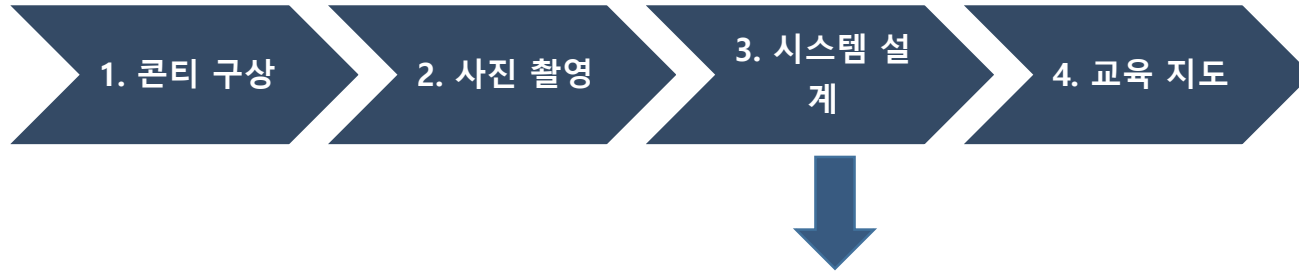 1. 콘티 구상
2. 사진 촬영
3. 시스템 설
계
4. 교육 지도